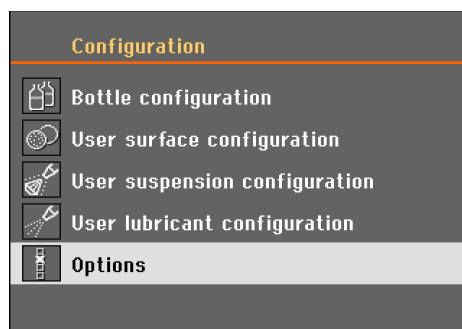 Configuration
Bottle configuration
User surface configuration
User suspension configuration
User lubricant configuration
Options